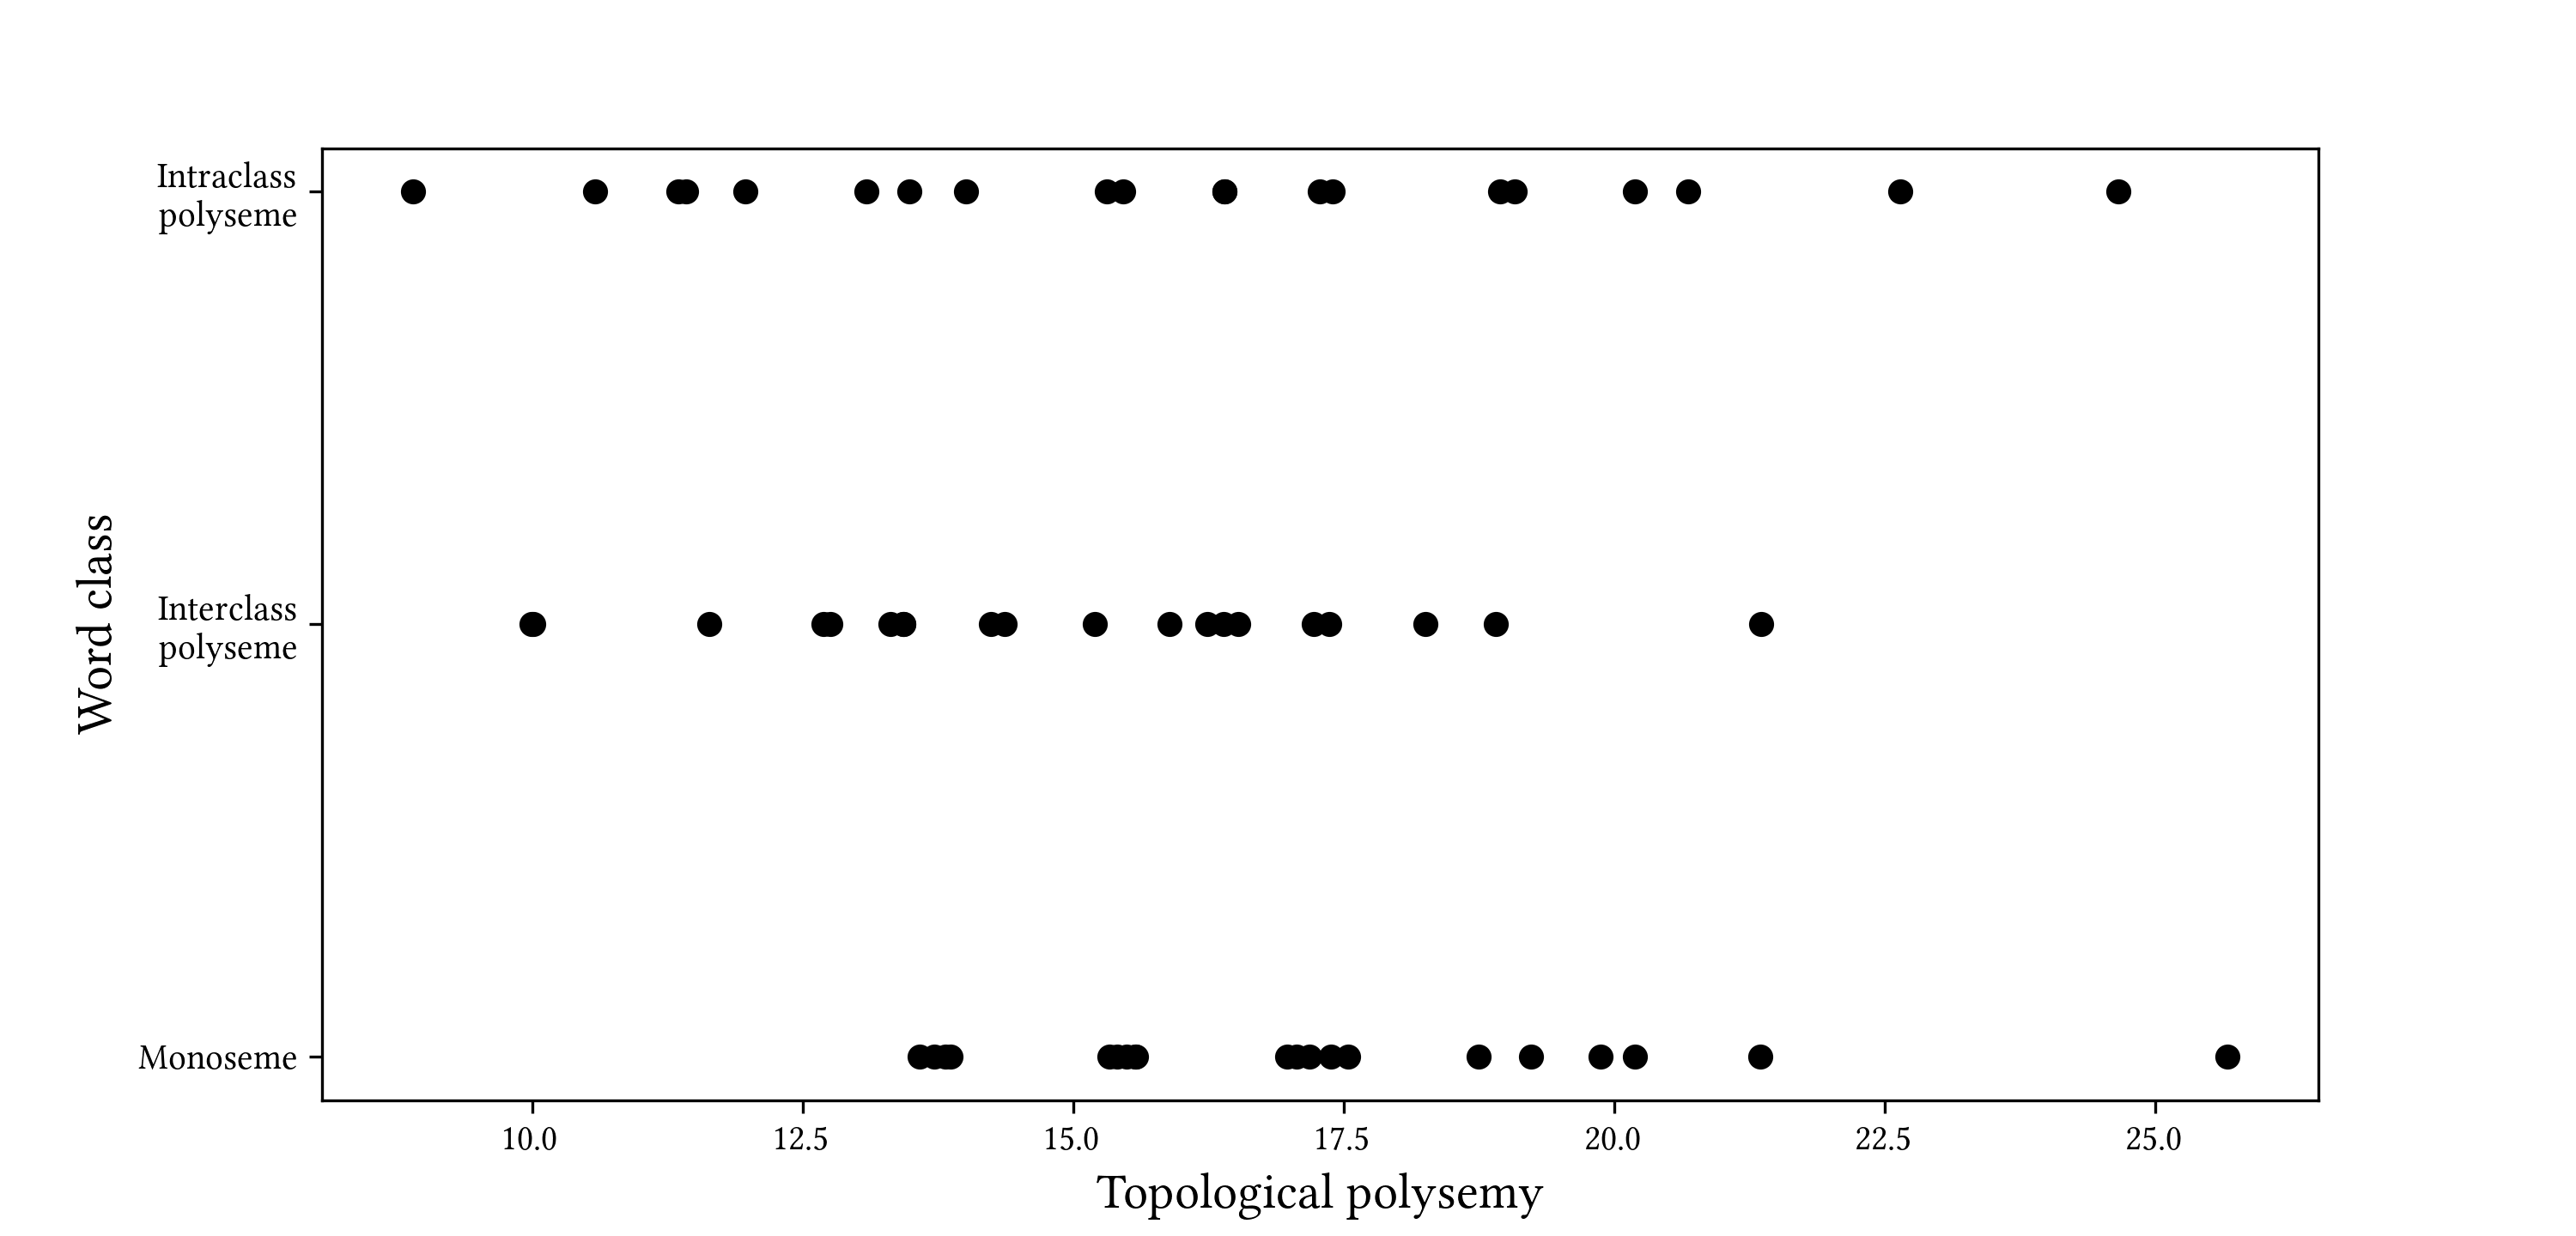 Intraclass
polyseme
Interclass
polyseme
Monoseme
Word class
10.0 12.5 15.0 17.5 20.0 22.5 25.0
Topological polysemy